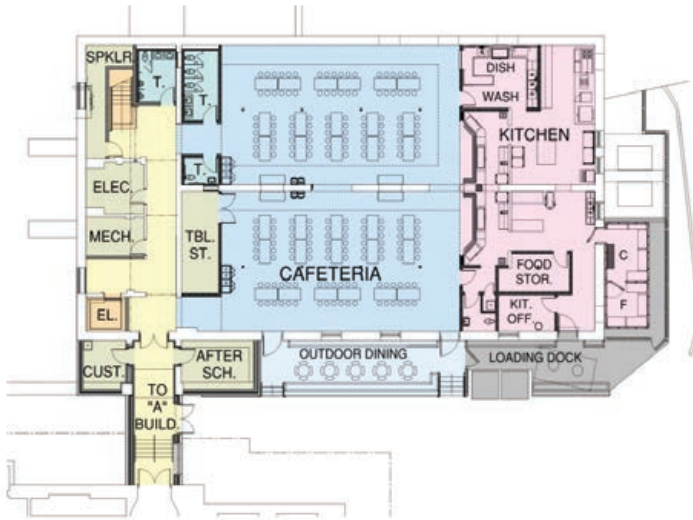 SPKLR
T.
T.
DISH
WASH
KITCHEN
T.
ELEC.
MECH.
TBL.
ST.
CAFETERIA
FOOD
STOR.
C
F
EL.
KIT.
OFF.
CUST.
AFTER
SCH.
OUTDOOR DINING
LOADING DOCK
TO
"A"
BUILD.